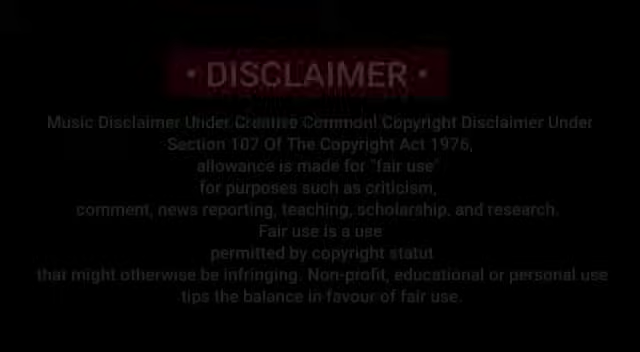 • DISCLAIMER •
Music Disclaimer Under Creative Common! Copyright Disclaimer Under
Section 107 Of The Copyright Act 1976,
allowance is made for "fair use"
for purposes such as criticism,
comment, news reporting, teaching, scholarship, and research.
Fair use is a use
permitted by copyright statut
that might otherwise be infringing. Non-profit, educational or personal use
tips the balance in favour of fair use.